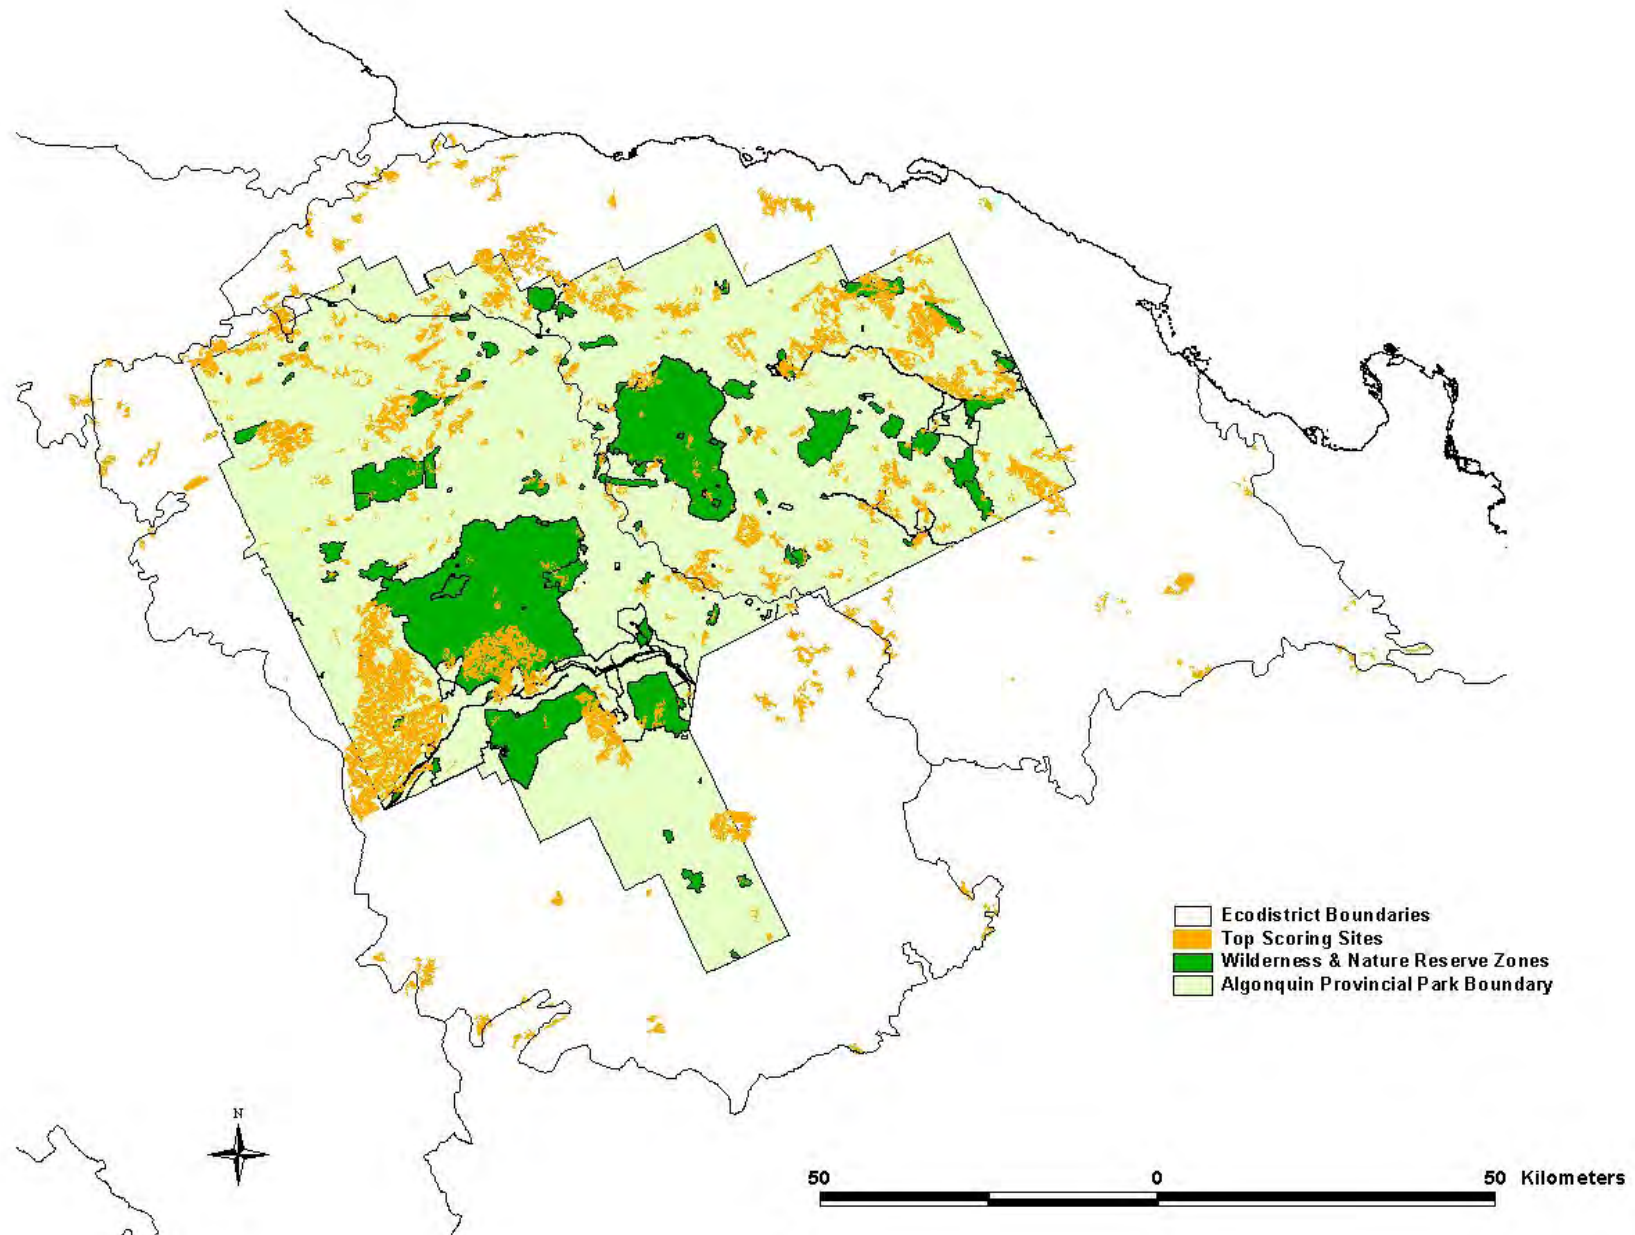 Ecodistrict Boundaries
Top Scoring Sites
Wilderness & Nature Reserve Zones
Algonquin Provincial Park Boundary
N
50 0 50 Kilometers